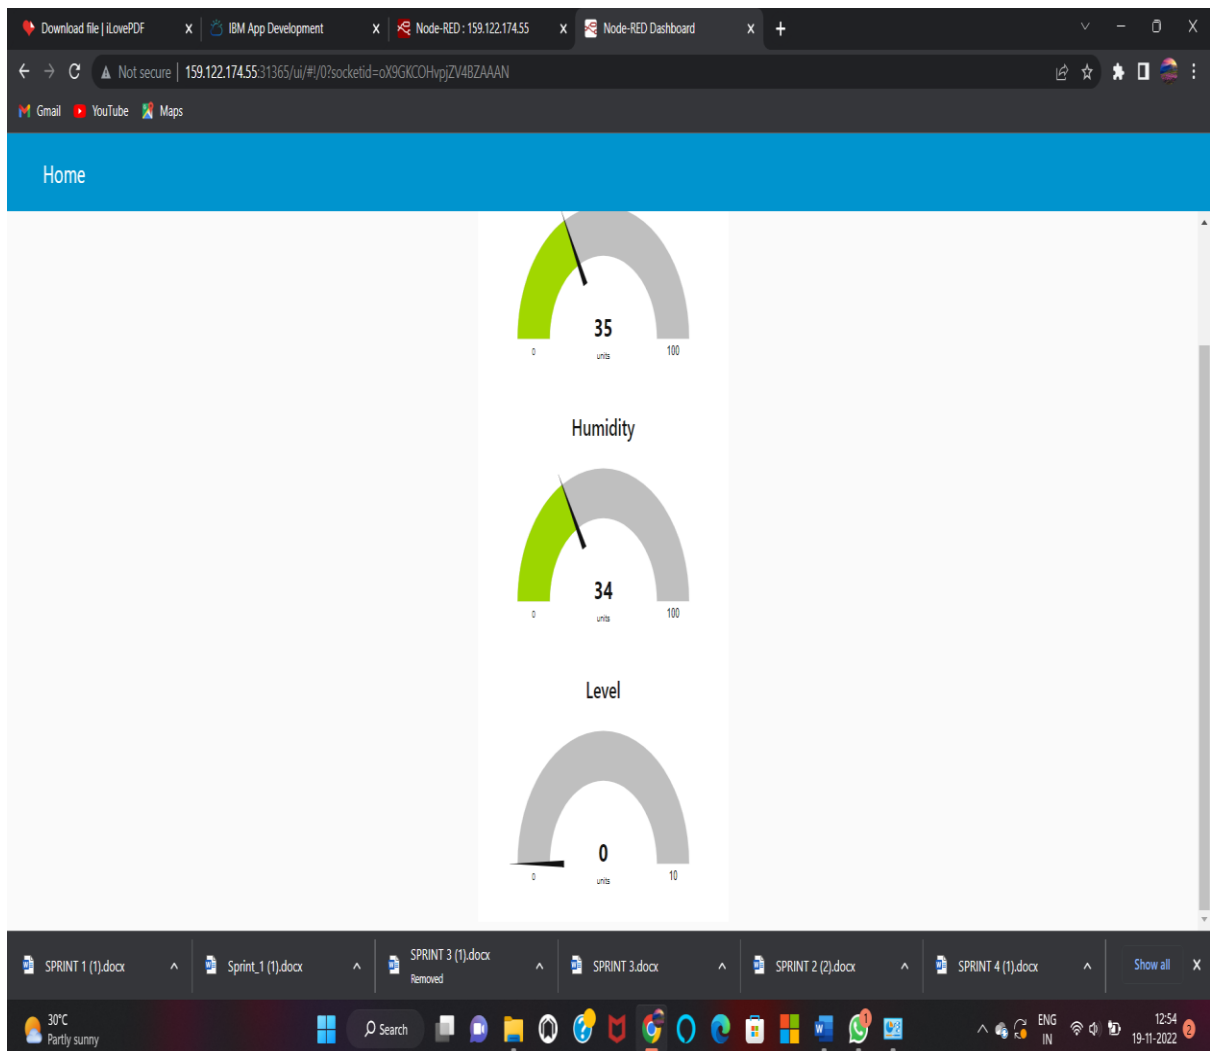 Download file | iLovePDF
IBM App Development
Node-RED : 159.122.174.55
Node-RED Dashboard
Not secure | 159.122.174.55:31365/ui/#!/0?socketid=oX9GKCOHvpjZV4BZAAAN
Gmail YouTube Maps
Home
35
0 units 100
Humidity
34
0 units 100
Level
0
0 units 10
SPRINT 1 (1).docx
Sprint_1 (1).docx
SPRINT 3 (1).docx
Removed
SPRINT 3.docx
SPRINT 2 (2).docx
SPRINT 4 (1).docx
Show all
30°C
Partly sunny
Search
ENG
IN
12:54
19-11-2022
2